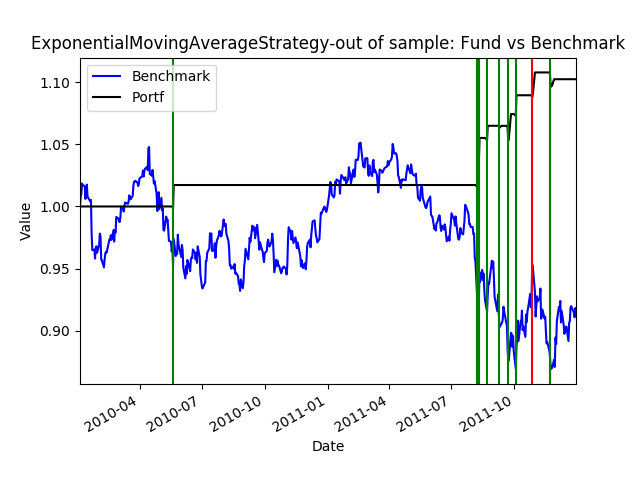 ExponentialMovingAverageStrategy-out of sample: Fund vs Benchmark
Benchmark
Portf
1.10
1.05
1.00
0.95
0.90
Value
2010-04
2010-07
2010-10
2011-01
2011-04
2011-07
2011-10
Date